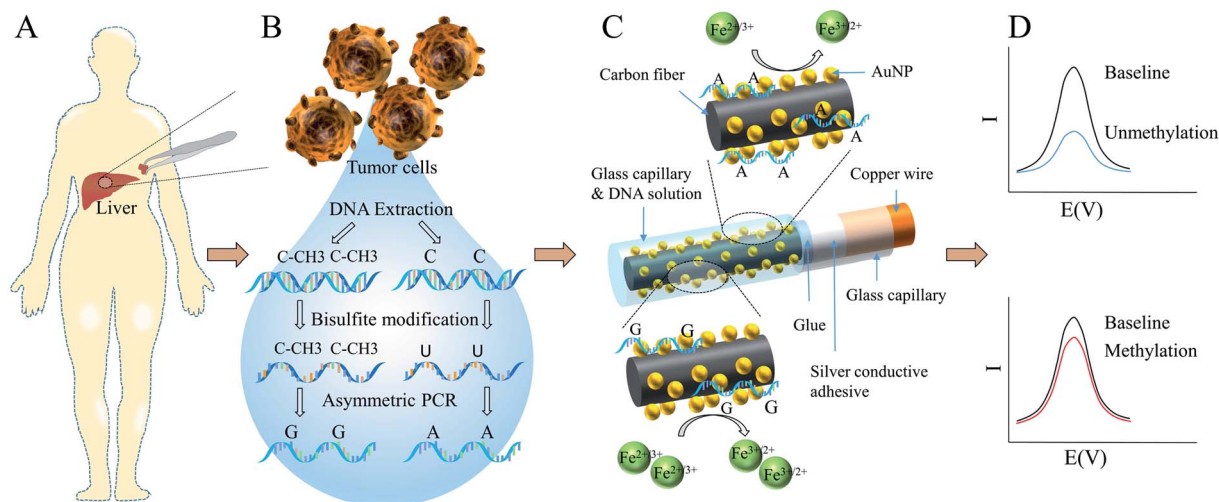 A
Liver
B
Tumor cells
DNA Extraction
C-CH3 C-CH3
C C
Bisulfite modification
C-CH3 C-CH3
U U
Asymmetric PCR
G G
A A
C
Fe2+/3+
Fe3+/2+
Carbon fiber
AuNP
A A
A
A
A A
Glass capillary
& DNA solution
Copper wire
Glass capillary
Glue
Silver conductive
adhesive
G G
G G
Fe2+/3+
Fe2+/3+
Fe3+/2+
Fe3+/2+
D
Baseline
Unmethylation
I
E(V)
Baseline
Methylation
I
E(V)